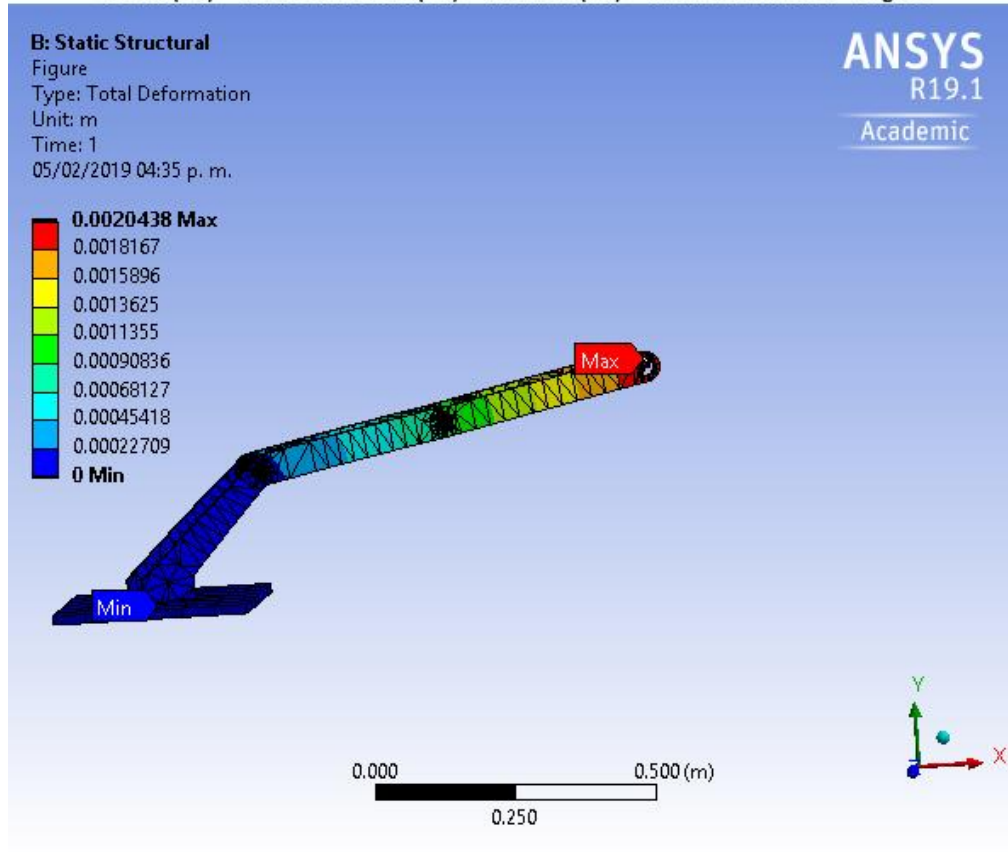 B: Static Structural
Figure
Type: Total Deformation
Unit: m
Time: 1
05/02/2019 04:35 p. m.
ANSYS
R19.1
Academic
0.0020438 Max
0.0018167
0.0015896
0.0013625
0.0011355
0.00090836
0.00068127
0.00045418
0.00022709
0 Min
Max
Min
Y
X
0.000
0.500 (m)
0.250